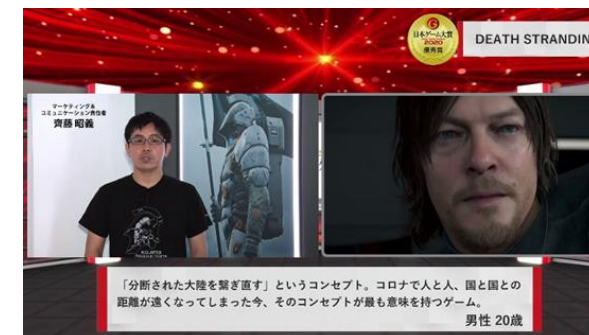 日本ゲーム大賞
2020
優秀賞
DEATH STRANDIN
マーケティング&
コミュニケーション責任者
齊藤 昭義
「分断された大陸を繋ぎ直す」というコンセプト。コロナで人と人、国と国との
距離が遠くなってしまった今、そのコンセプトが最も意味を持つゲーム。
男性 20歳